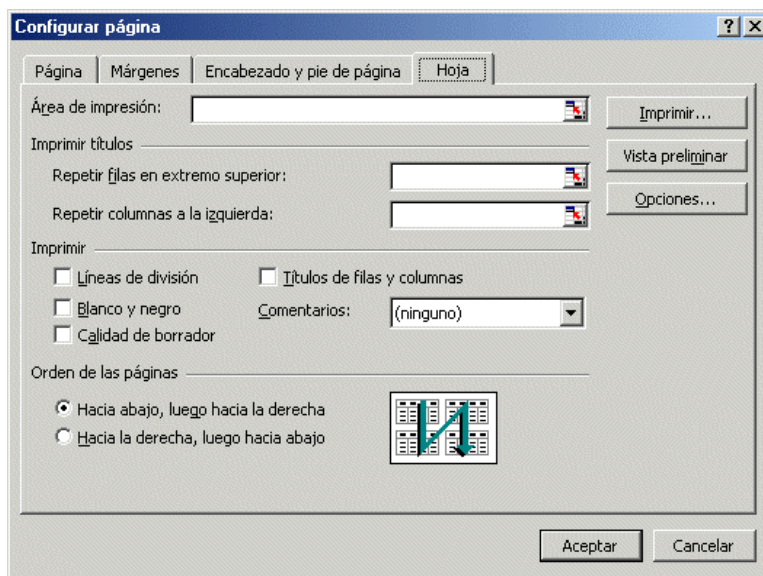 Configurar página
Página Márgenes Encabezado y pie de página Hoja
Área de impresión:
Imprimir...
Imprimir títulos
Vista preliminar
Repetir filas en extremo superior:
Opciones...
Repetir columnas a la izquierda:
Imprimir
Líneas de división Títulos de filas y columnas
Blanco y negro Comentarios: (ninguno)
Calidad de borrador
Orden de las páginas
Hacia abajo, luego hacia la derecha
Hacia la derecha, luego hacia abajo
Aceptar Cancelar